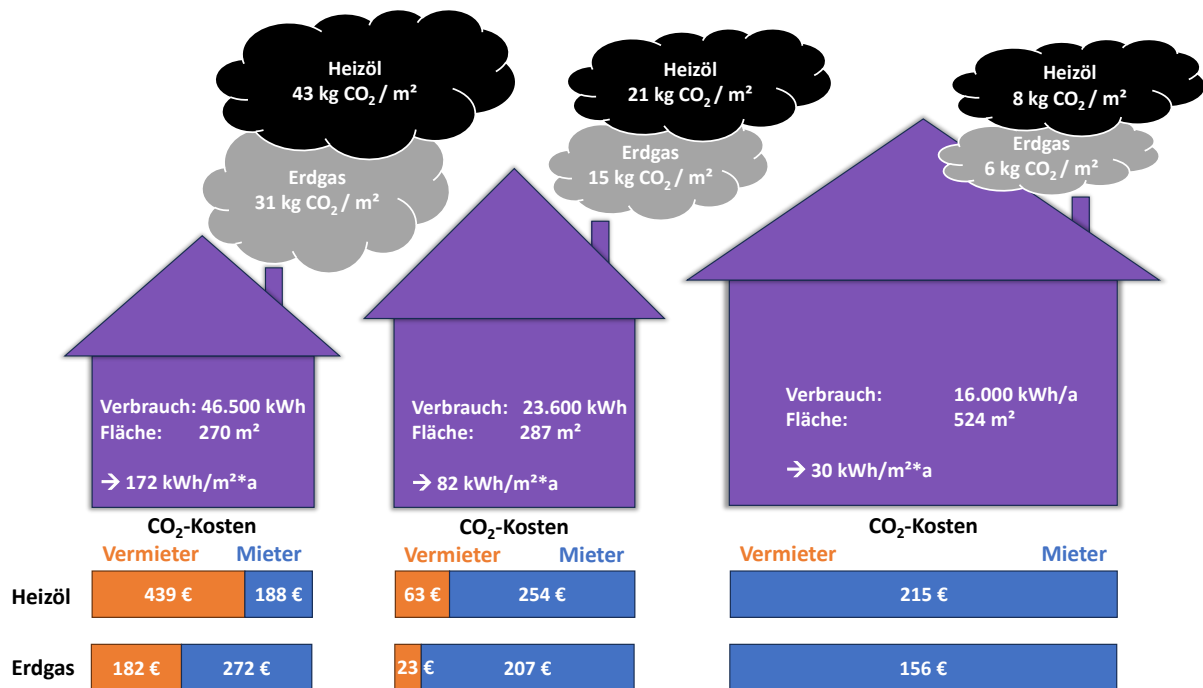 Heizöl
43 kg CO₂ / m²
Erdgas
31 kg CO₂ / m²
Heizöl
21 kg CO₂ / m²
Erdgas
15 kg CO₂ / m²
Heizöl
8 kg CO₂ / m²
Erdgas
6 kg CO₂ / m²
Verbrauch: 46.500 kWh
Fläche: 270 m²
→ 172 kWh/m²*a
Verbrauch: 23.600 kWh
Fläche: 287 m²
→ 82 kWh/m²*a
Verbrauch: 16.000 kWh/a
Fläche: 524 m²
→ 30 kWh/m²*a
CO₂-Kosten
Vermieter Mieter
CO₂-Kosten
Vermieter Mieter
CO₂-Kosten
Vermieter Mieter
Heizöl 439 € 188 € 63 € 254 € 215 €
Erdgas 182 € 272 € 23 € 207 € 156 €